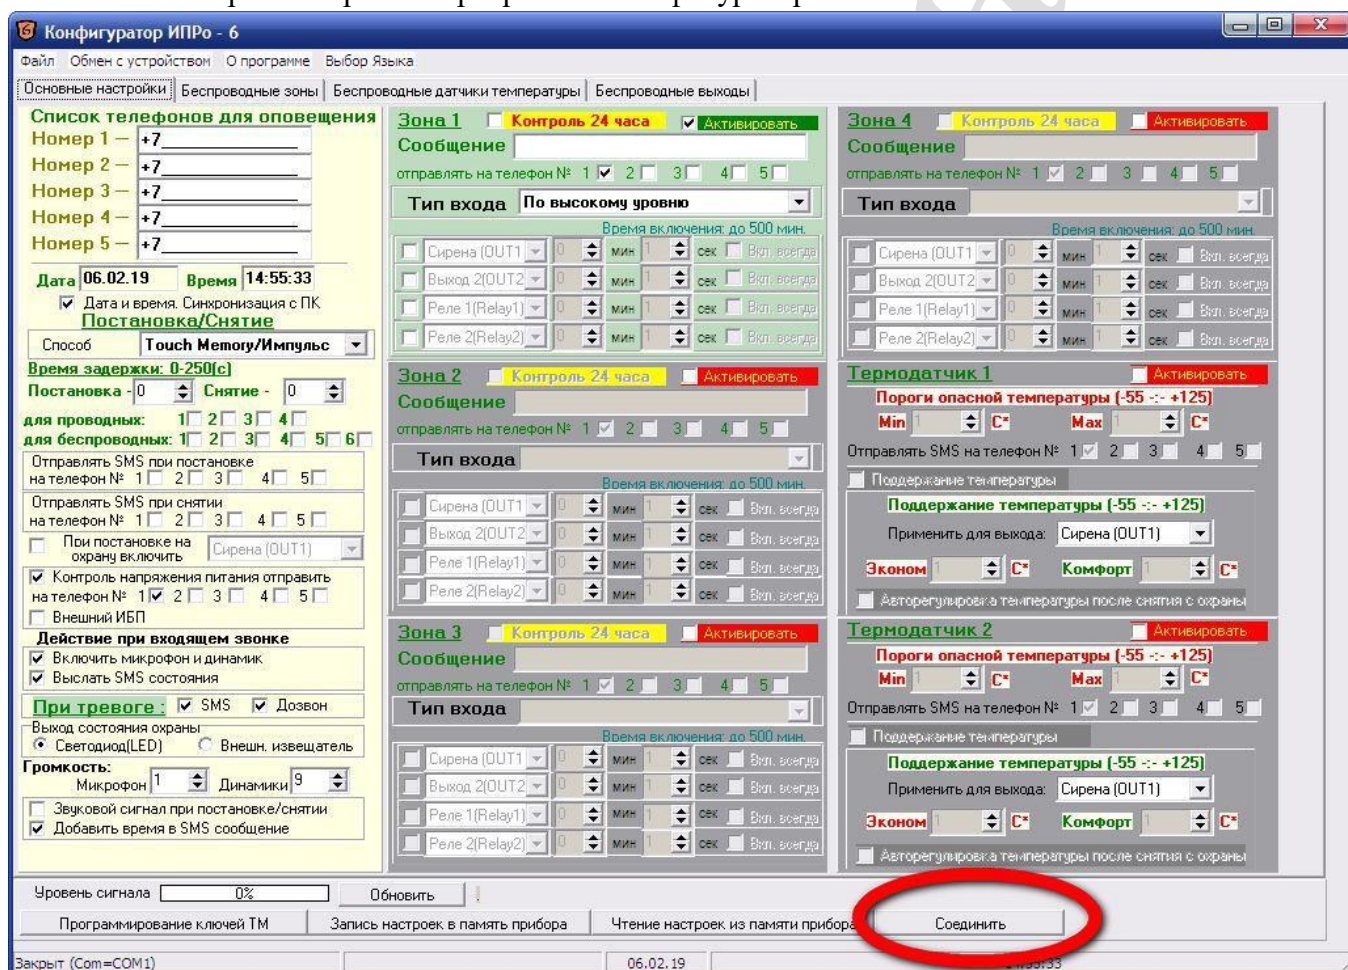 Конфигуратор ИПРо - 6
Файл Обмен с устройством О программе Выбор Языка
Основные настройки Беспроводные зоны Беспроводные датчики температуры Беспроводные выходы
Список телефонов для оповещения
Номер 1 – +7
Номер 2 – +7
Номер 3 – +7
Номер 4 – +7
Номер 5 – +7
Дата 06.02.19 Время 14:55:33
Дата и время. Синхронизация с ПК
Постановка/Снятие
Способ Touch Memory/Импульс
Время задержки: 0-250(с)
Постановка - 0 Снятие - 0
для проводных: 1 2 3 4
для беспроводных: 1 2 3 4 5 6
Отправлять SMS при постановке
на телефон № 1 2 3 4 5
Отправлять SMS при снятии
на телефон № 1 2 3 4 5
При постановке на
охрану включить Сирена (OUT1)
Контроль напряжения питания отправить
на телефон № 1 2 3 4 5
Внешний ИБП
Действие при входящем звонке
Включить микрофон и динамик
Выслать SMS состояния
При тревоге : SMS Дозвон
Выход состояния охраны
Светодиод(LED) Внешн. извещатель
Громкость:
Микрофон 1 Динамики 9
Звуковой сигнал при постановке/снятии
Добавить время в SMS сообщение
Зона 1 Контроль 24 часа Активировать
Сообщение
отправлять на телефон № 1 2 3 4 5
Тип входа По высокому уровню
Время включения: до 500 мин.
Сирена (OUT1 0 мин 1 сек Вкл. всегда
Выход 2(OUT2 0 мин 1 сек Вкл. всегда
Реле 1(Relay1) 0 мин 1 сек Вкл. всегда
Реле 2(Relay2) 0 мин 1 сек Вкл. всегда
Зона 2 Контроль 24 часа Активировать
Сообщение
отправлять на телефон № 1 2 3 4 5
Тип входа
Время включения: до 500 мин.
Сирена (OUT1 0 мин 1 сек Вкл. всегда
Выход 2(OUT2 0 мин 1 сек Вкл. всегда
Реле 1(Relay1) 0 мин 1 сек Вкл. всегда
Реле 2(Relay2) 0 мин 1 сек Вкл. всегда
Зона 3 Контроль 24 часа Активировать
Сообщение
отправлять на телефон № 1 2 3 4 5
Тип входа
Время включения: до 500 мин.
Сирена (OUT1 0 мин 1 сек Вкл. всегда
Выход 2(OUT2 0 мин 1 сек Вкл. всегда
Реле 1(Relay1) 0 мин 1 сек Вкл. всегда
Реле 2(Relay2) 0 мин 1 сек Вкл. всегда
Зона 4 Контроль 24 часа Активировать
Сообщение
отправлять на телефон № 1 2 3 4 5
Тип входа
Время включения: до 500 мин.
Сирена (OUT1 0 мин 1 сек Вкл. всегда
Выход 2(OUT2 0 мин 1 сек Вкл. всегда
Реле 1(Relay1) 0 мин 1 сек Вкл. всегда
Реле 2(Relay2) 0 мин 1 сек Вкл. всегда
Термодатчик 1 Активировать
Пороги опасной температуры (-55 -:- +125)
Min 1 C* Max 1 C*
Отправлять SMS на телефон № 1 2 3 4 5
Поддержание температуры
Поддержание температуры (-55 -:- +125)
Применить для выхода: Сирена (OUT1)
Эконом 1 C* Комфорт 1 C*
Авторегулировка температуры после снятия с охраны
Термодатчик 2 Активировать
Пороги опасной температуры (-55 -:- +125)
Min 1 C* Max 1 C*
Отправлять SMS на телефон № 1 2 3 4 5
Поддержание температуры
Поддержание температуры (-55 -:- +125)
Применить для выхода: Сирена (OUT1)
Эконом 1 C* Комфорт 1 C*
Авторегулировка температуры после снятия с охраны
Уровень сигнала 0% Обновить
Программирование ключей ТМ Запись настроек в память прибора Чтение настроек из памяти прибора Соединить
Закрыт (Com=COM1) 06.02.19